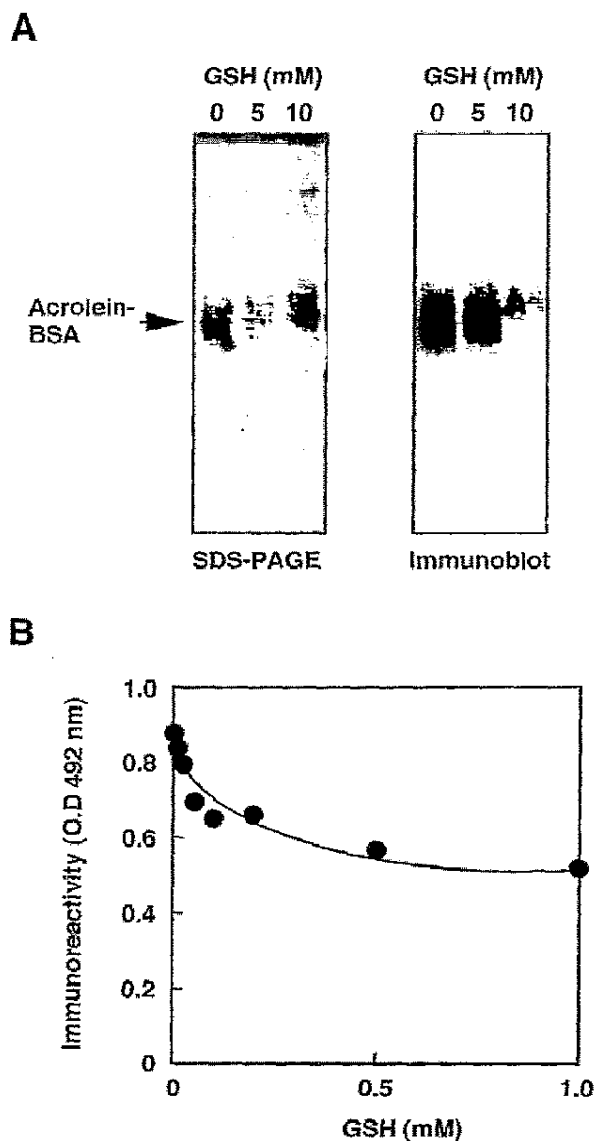 A
GSH (mM)
0 5 10
GSH (mM)
0 5 10
Acrolein-
BSA
SDS-PAGE
Immunoblot
B
Immunoreactivity (O.D 492 nm)
1.0
0.8
0.6
0.4
0.2
0
0 0.5 1.0
GSH (mM)